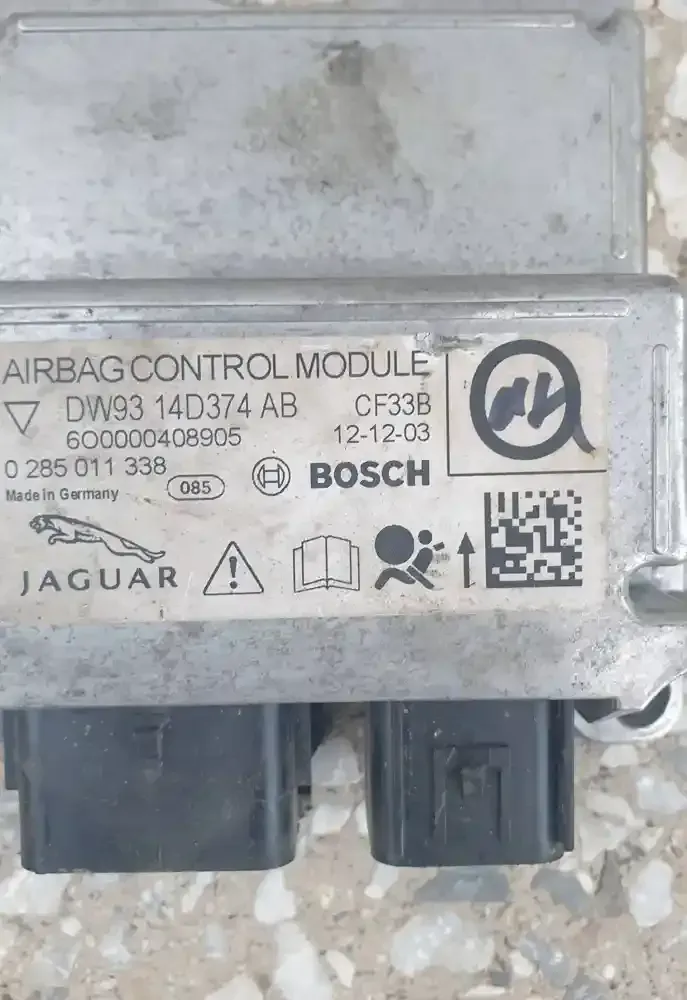 AIRBAG CONTROL MODULE
DW93 14D374 AB CF33B
600000408905 12-12-03
0 285 011 338
Made in Germany 085 BOSCH
JAGUAR